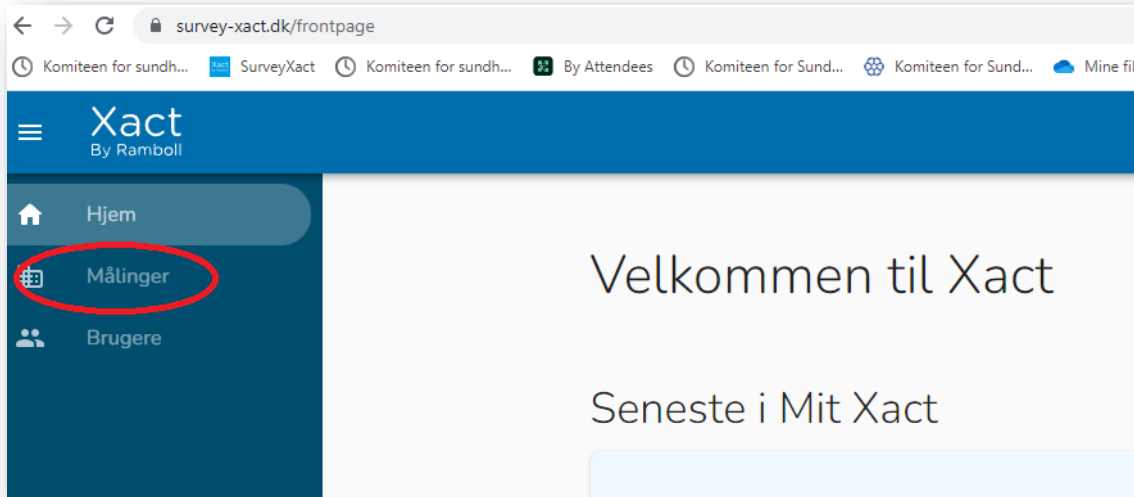 survey-xact.dk/frontpage
Komiteen for sundh... SurveyXact Komiteen for sundh... By Attendees Komiteen for Sund... Komiteen for Sund... Mine fil
Xact
By Ramboll
Hjem
Målinger
Brugere
Velkommen til Xact
Seneste i Mit Xact